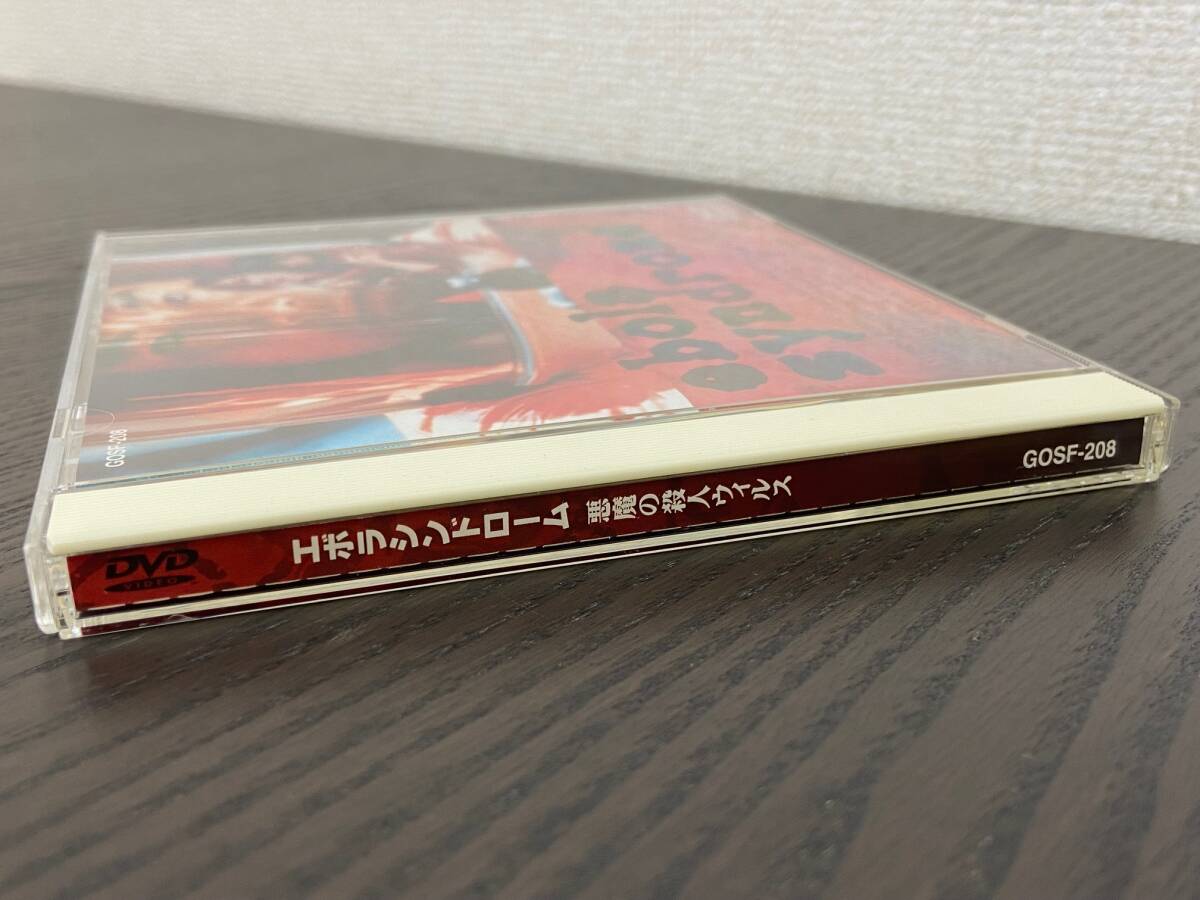 ebola
syndrome
GOSF-208
DVD
VIDEO
エボラシンドローム 悪魔の殺人ウィルス
GOSF-208